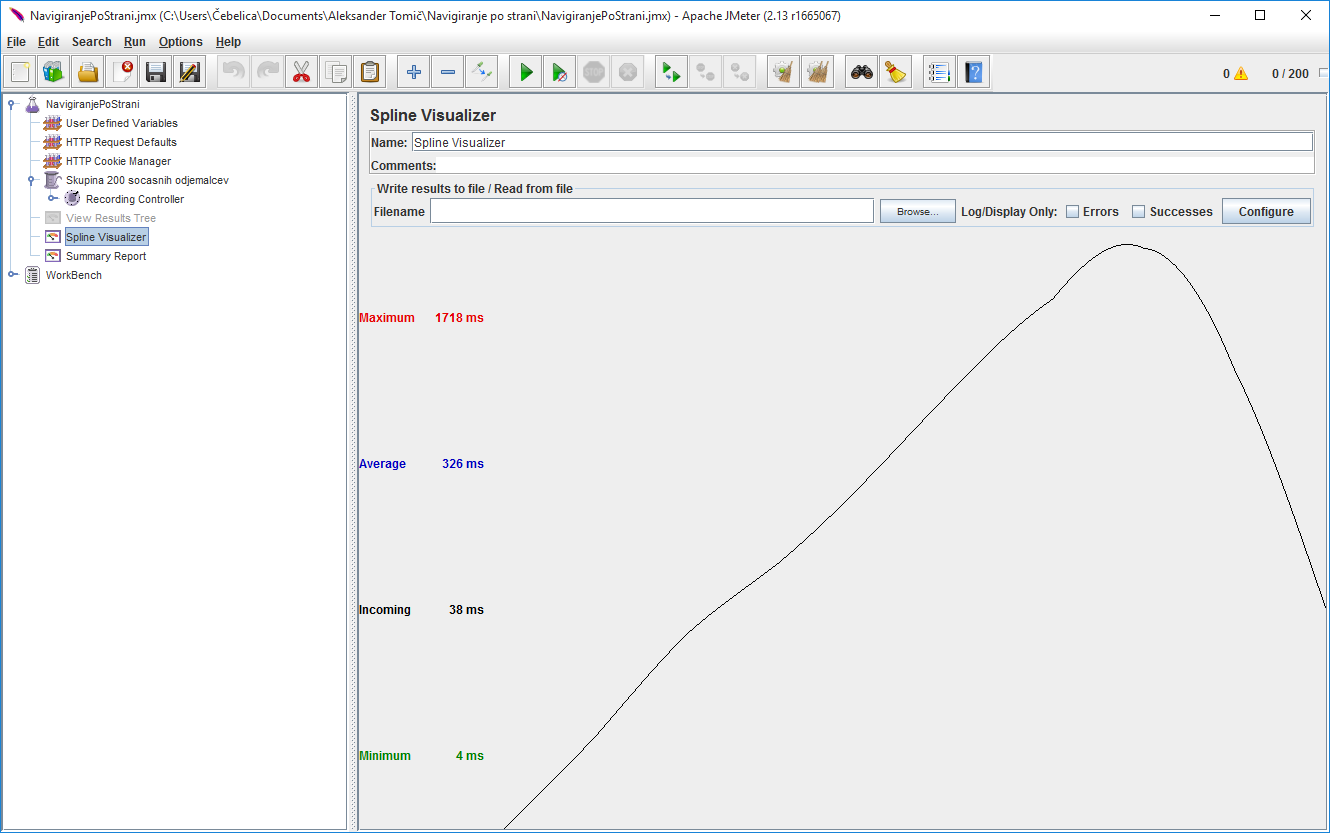 NavigiranjePoStrani.jmx (C:\Users\Čebelica\Documents\Aleksander Tomič\Navigiranje po strani\NavigiranjePoStrani.jmx) - Apache JMeter (2.13 r1665067)
File Edit Search Run Options Help
STOP
?
0 0 / 200
NavigiranjePoStrani
User Defined Variables
HTTP Request Defaults
HTTP Cookie Manager
Skupina 200 socasnih odjemalcev
Recording Controller
View Results Tree
Spline Visualizer
Summary Report
WorkBench
Spline Visualizer
Name: Spline Visualizer
Comments:
Write results to file / Read from file
Filename Browse... Log/Display Only: Errors Successes Configure
Maximum 1718 ms
Average 326 ms
Incoming 38 ms
Minimum 4 ms